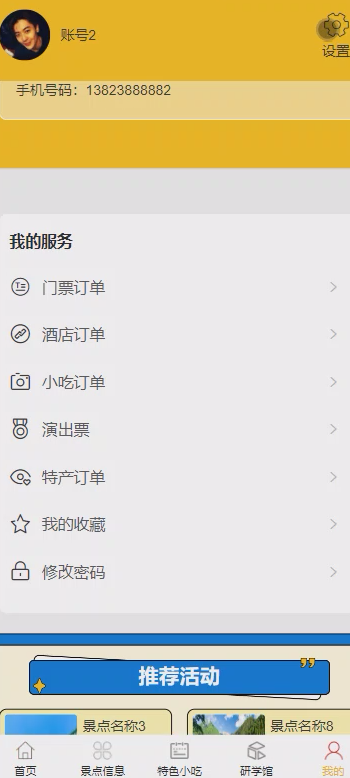 账号2
设置
手机号码：13823888882
我的服务
门票订单
酒店订单
小吃订单
演出票
特产订单
我的收藏
修改密码
推荐活动
景点名称3
景点名称8
首页
景点信息
特色小吃
研学馆
我的